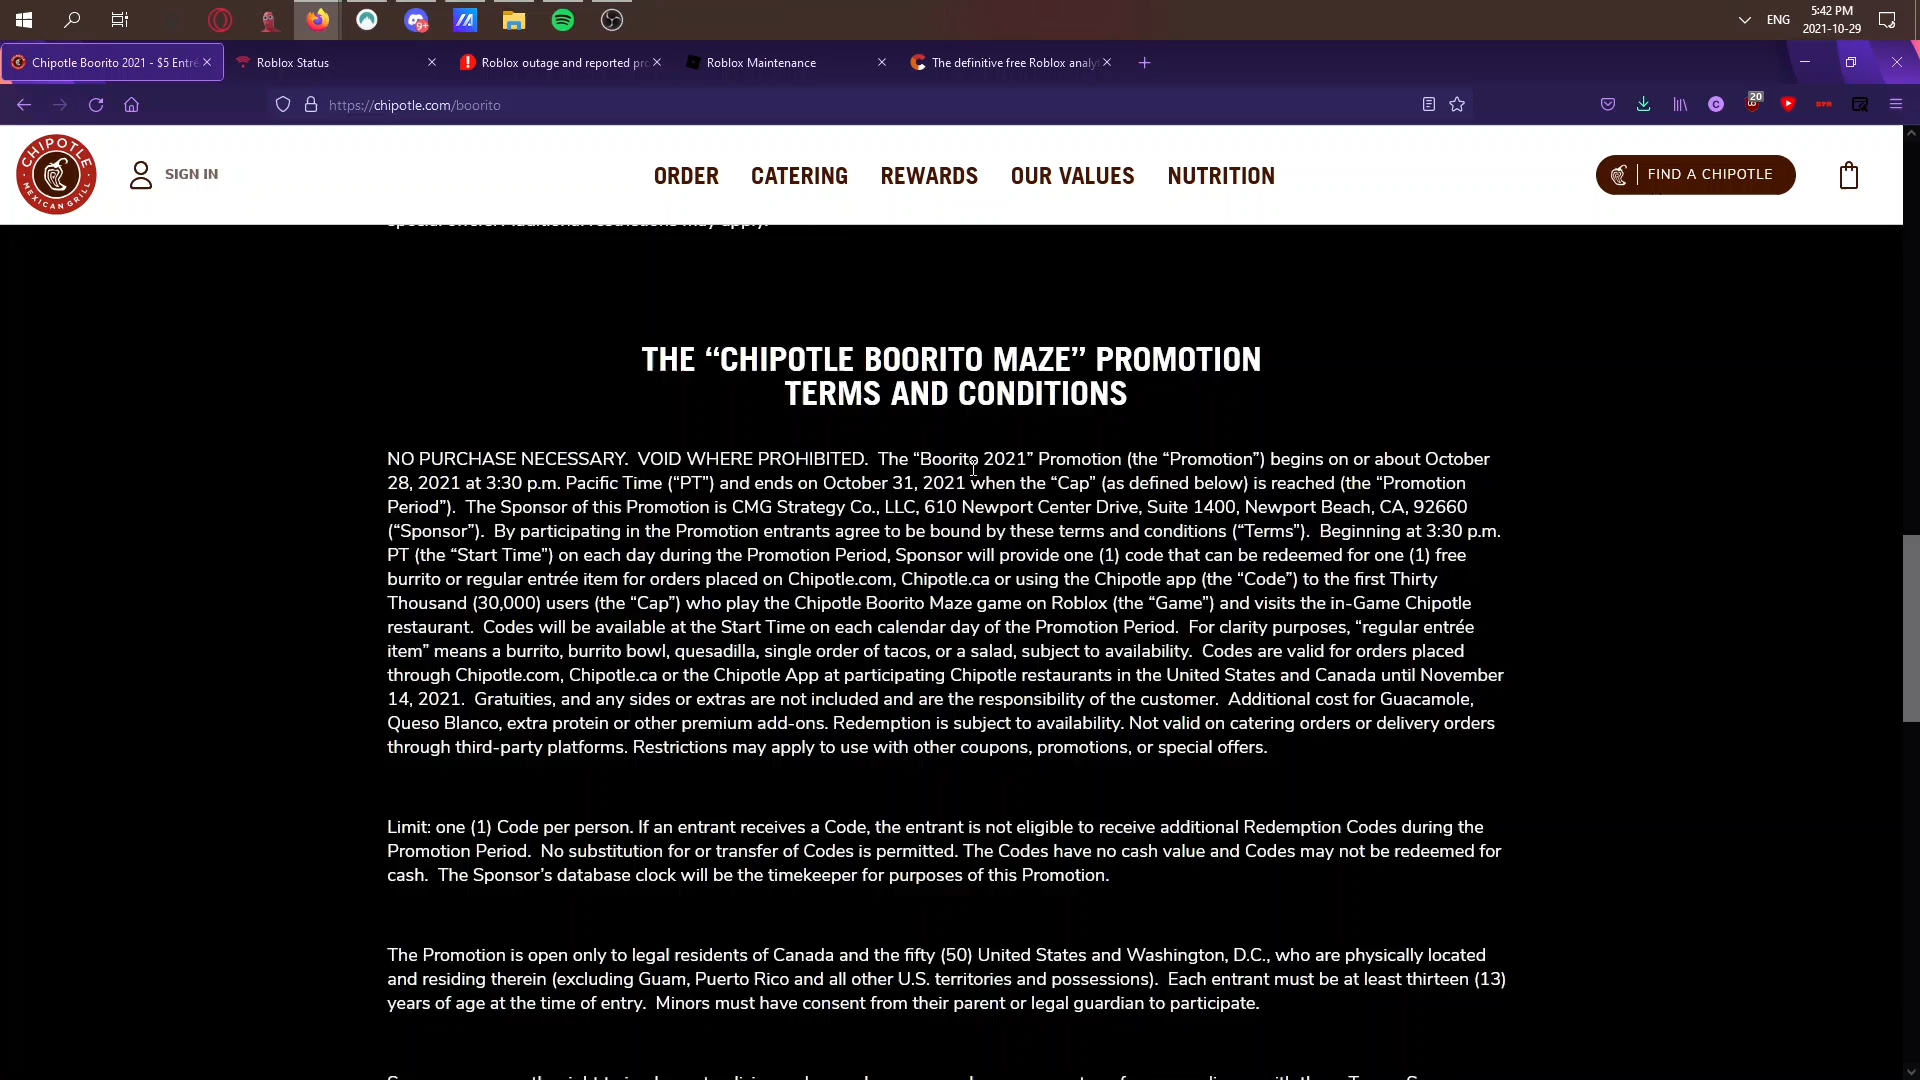 9+
ENG
5:42 PM
2021-10-29
Chipotle Boorito 2021 - $5 Entré
Roblox Status
Roblox outage and reported pr
Roblox Maintenance
The definitive free Roblox analy
https://chipotle.com/boorito
20
CHIPOTLE
MEXICAN GRILL
SIGN IN
ORDER
CATERING
REWARDS
OUR VALUES
NUTRITION
FIND A CHIPOTLE
special offers. Additional restrictions may apply.
THE “CHIPOTLE BOORITO MAZE” PROMOTION
TERMS AND CONDITIONS
NO PURCHASE NECESSARY.  VOID WHERE PROHIBITED.  The “Boorito 2021” Promotion (the “Promotion”) begins on or about October
28, 2021 at 3:30 p.m. Pacific Time (“PT”) and ends on October 31, 2021 when the “Cap” (as defined below) is reached (the “Promotion
Period”).  The Sponsor of this Promotion is CMG Strategy Co., LLC, 610 Newport Center Drive, Suite 1400, Newport Beach, CA, 92660
(“Sponsor”).  By participating in the Promotion entrants agree to be bound by these terms and conditions (“Terms”).  Beginning at 3:30 p.m.
PT (the “Start Time”) on each day during the Promotion Period, Sponsor will provide one (1) code that can be redeemed for one (1) free
burrito or regular entrée item for orders placed on Chipotle.com, Chipotle.ca or using the Chipotle app (the “Code”) to the first Thirty
Thousand (30,000) users (the “Cap”) who play the Chipotle Boorito Maze game on Roblox (the “Game”) and visits the in-Game Chipotle
restaurant.  Codes will be available at the Start Time on each calendar day of the Promotion Period.  For clarity purposes, “regular entrée
item” means a burrito, burrito bowl, quesadilla, single order of tacos, or a salad, subject to availability.  Codes are valid for orders placed
through Chipotle.com, Chipotle.ca or the Chipotle App at participating Chipotle restaurants in the United States and Canada until November
14, 2021.  Gratuities, and any sides or extras are not included and are the responsibility of the customer.  Additional cost for Guacamole,
Queso Blanco, extra protein or other premium add-ons. Redemption is subject to availability. Not valid on catering orders or delivery orders
through third-party platforms. Restrictions may apply to use with other coupons, promotions, or special offers.
Limit: one (1) Code per person. If an entrant receives a Code, the entrant is not eligible to receive additional Redemption Codes during the
Promotion Period.  No substitution for or transfer of Codes is permitted. The Codes have no cash value and Codes may not be redeemed for
cash.  The Sponsor’s database clock will be the timekeeper for purposes of this Promotion.
The Promotion is open only to legal residents of Canada and the fifty (50) United States and Washington, D.C., who are physically located
and residing therein (excluding Guam, Puerto Rico and all other U.S. territories and possessions).  Each entrant must be at least thirteen (13)
years of age at the time of entry.  Minors must have consent from their parent or legal guardian to participate.